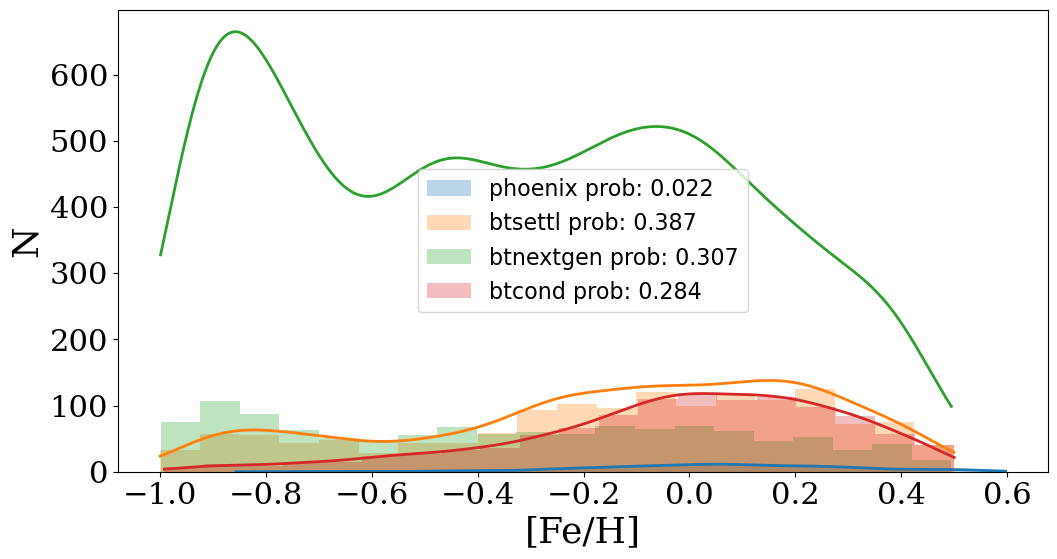 600
500
400
300
200
100
0
N
phoenix prob: 0.022
btsettl prob: 0.387
btnextgen prob: 0.307
btcond prob: 0.284
−1.0 −0.8 −0.6 −0.4 −0.2 0.0 0.2 0.4 0.6
[Fe/H]